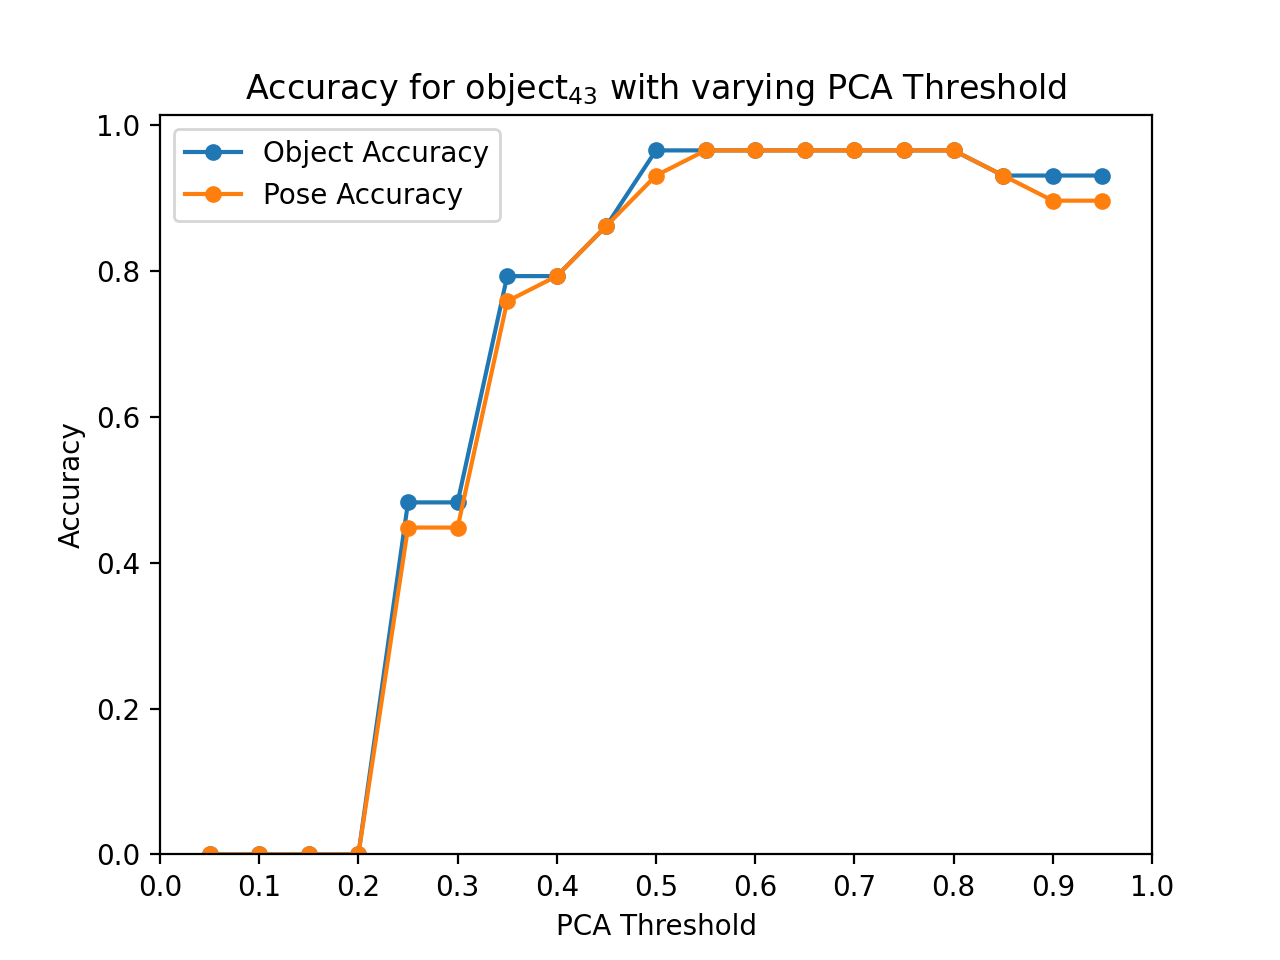 Accuracy for object₄₃ with varying PCA Threshold
1.0
0.8
0.6
0.4
0.2
0.0
Accuracy
Object Accuracy
Pose Accuracy
0.0 0.1 0.2 0.3 0.4 0.5 0.6 0.7 0.8 0.9 1.0
PCA Threshold